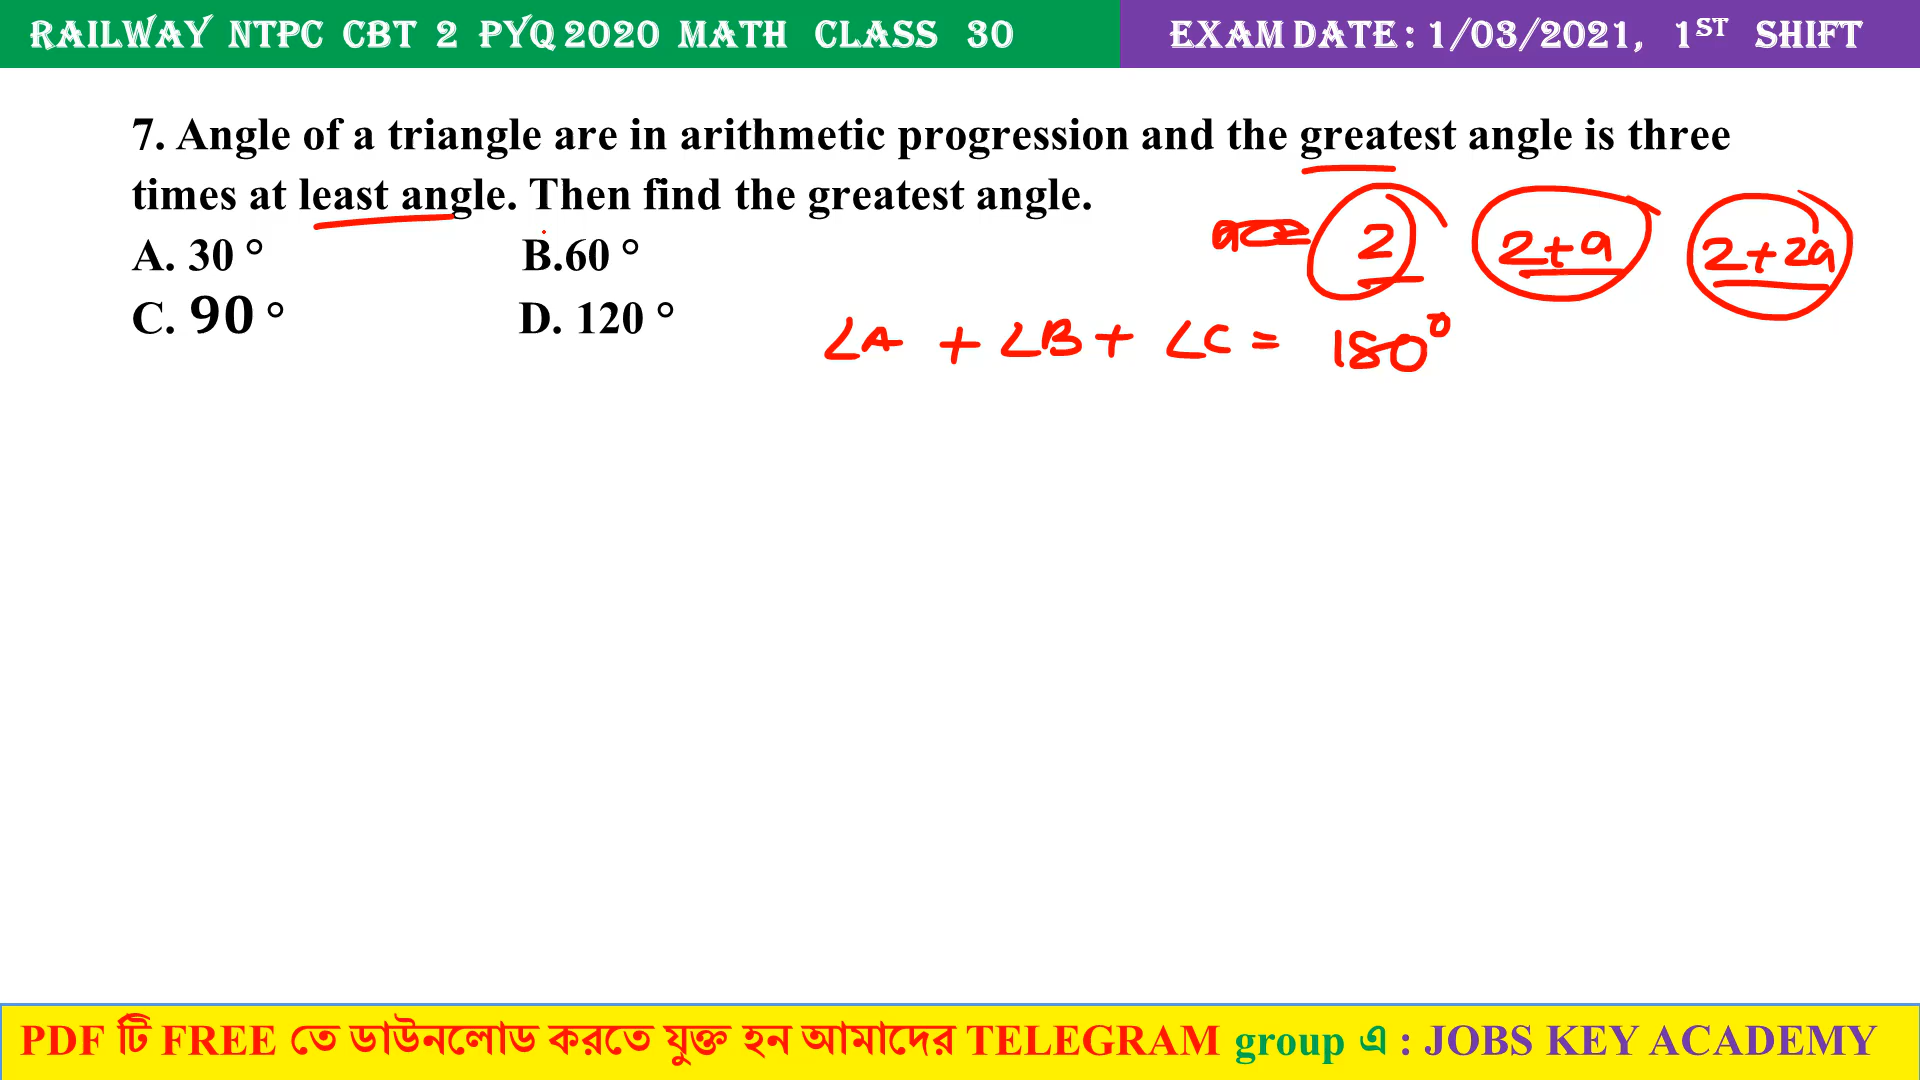 RAILWAY NTPC CBT 2 PYQ 2020 MATH CLASS 30 EXAM DATE : 1/03/2021, 1ST SHIFT
7. Angle of a triangle are in arithmetic progression and the greatest angle is three
times at least angle. Then find the greatest angle.
2 2+a 2+2a
A. 30 ° B.60 °
C. 90 ° D. 120 °
∠A + ∠B + ∠C = 180°
PDF টি FREE তে ডাউনলোড করতে যুক্ত হন আমাদের TELEGRAM group এ : JOBS KEY ACADEMY